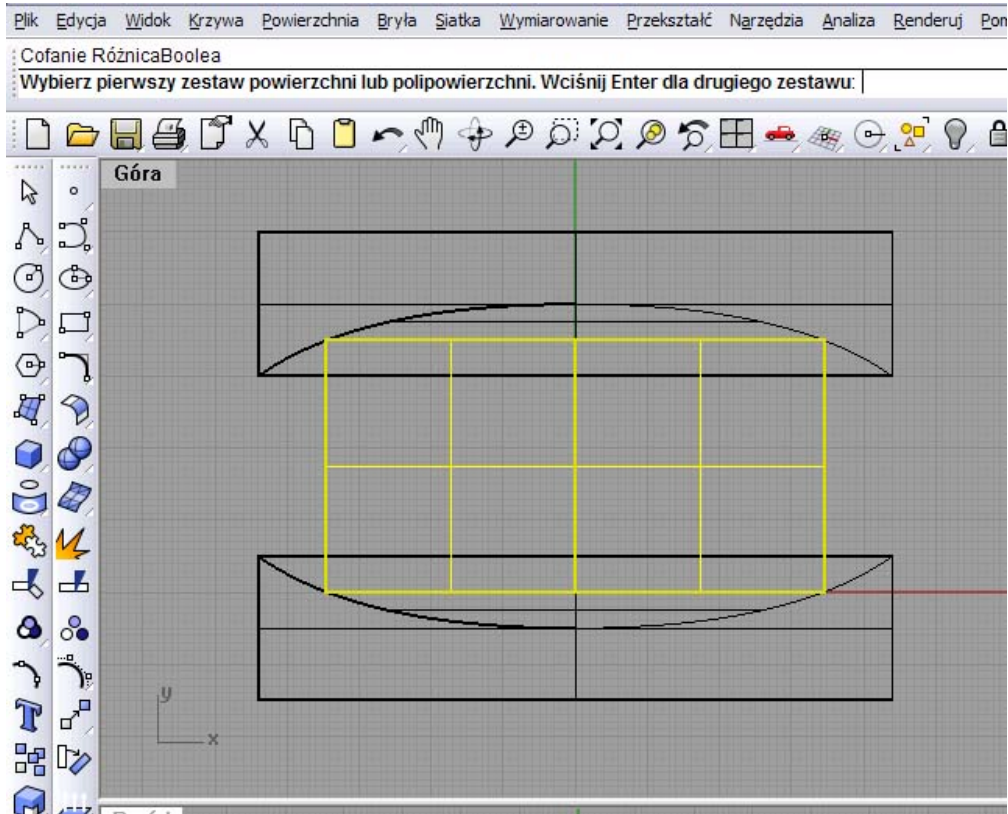 Plik Edycja Widok Krzywa Powierzchnia Bryła Siatka Wymiarowanie Przekształć Narzędzia Analiza Renderuj
Cofanie RóżnicaBoolea
Wybierz pierwszy zestaw powierzchni lub polipowierzchni. Wciśnij Enter dla drugiego zestawu:
Góra
y
x